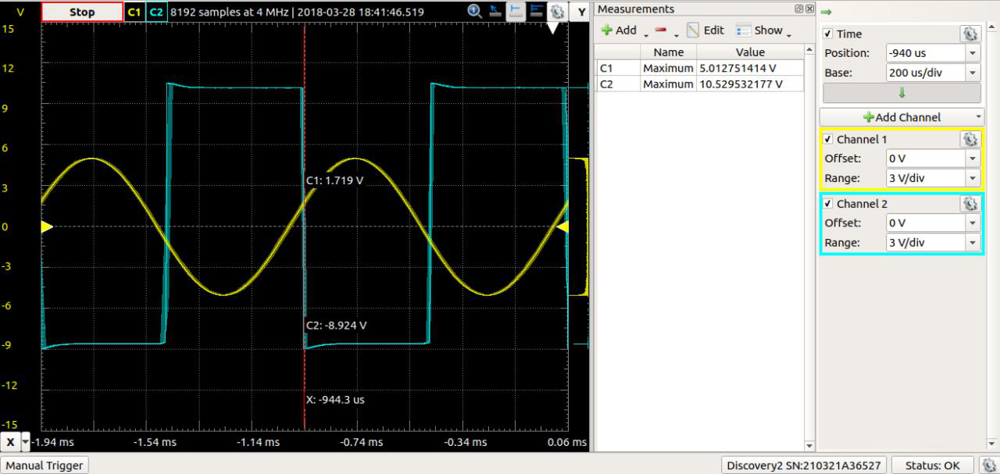 V Stop C1 C2 8192 samples at 4 MHz | 2018-03-28 18:41:46.519 Y
15
12
9
6
3
0
-3
-6
-9
-12
-15
C1: 1.719 V
C2: -8.924 V
X: -944.3 us
X -1.94 ms -1.54 ms -1.14 ms -0.74 ms -0.34 ms 0.06 ms
Measurements
Add Edit Show
Name Value
C1 Maximum 5.012751414 V
C2 Maximum 10.529532177 V
Time
Position: -940 us
Base: 200 us/div
Add Channel
Channel 1
Offset: 0 V
Range: 3 V/div
Channel 2
Offset: 0 V
Range: 3 V/div
Manual Trigger Discovery2 SN:210321A36527 Status: OK